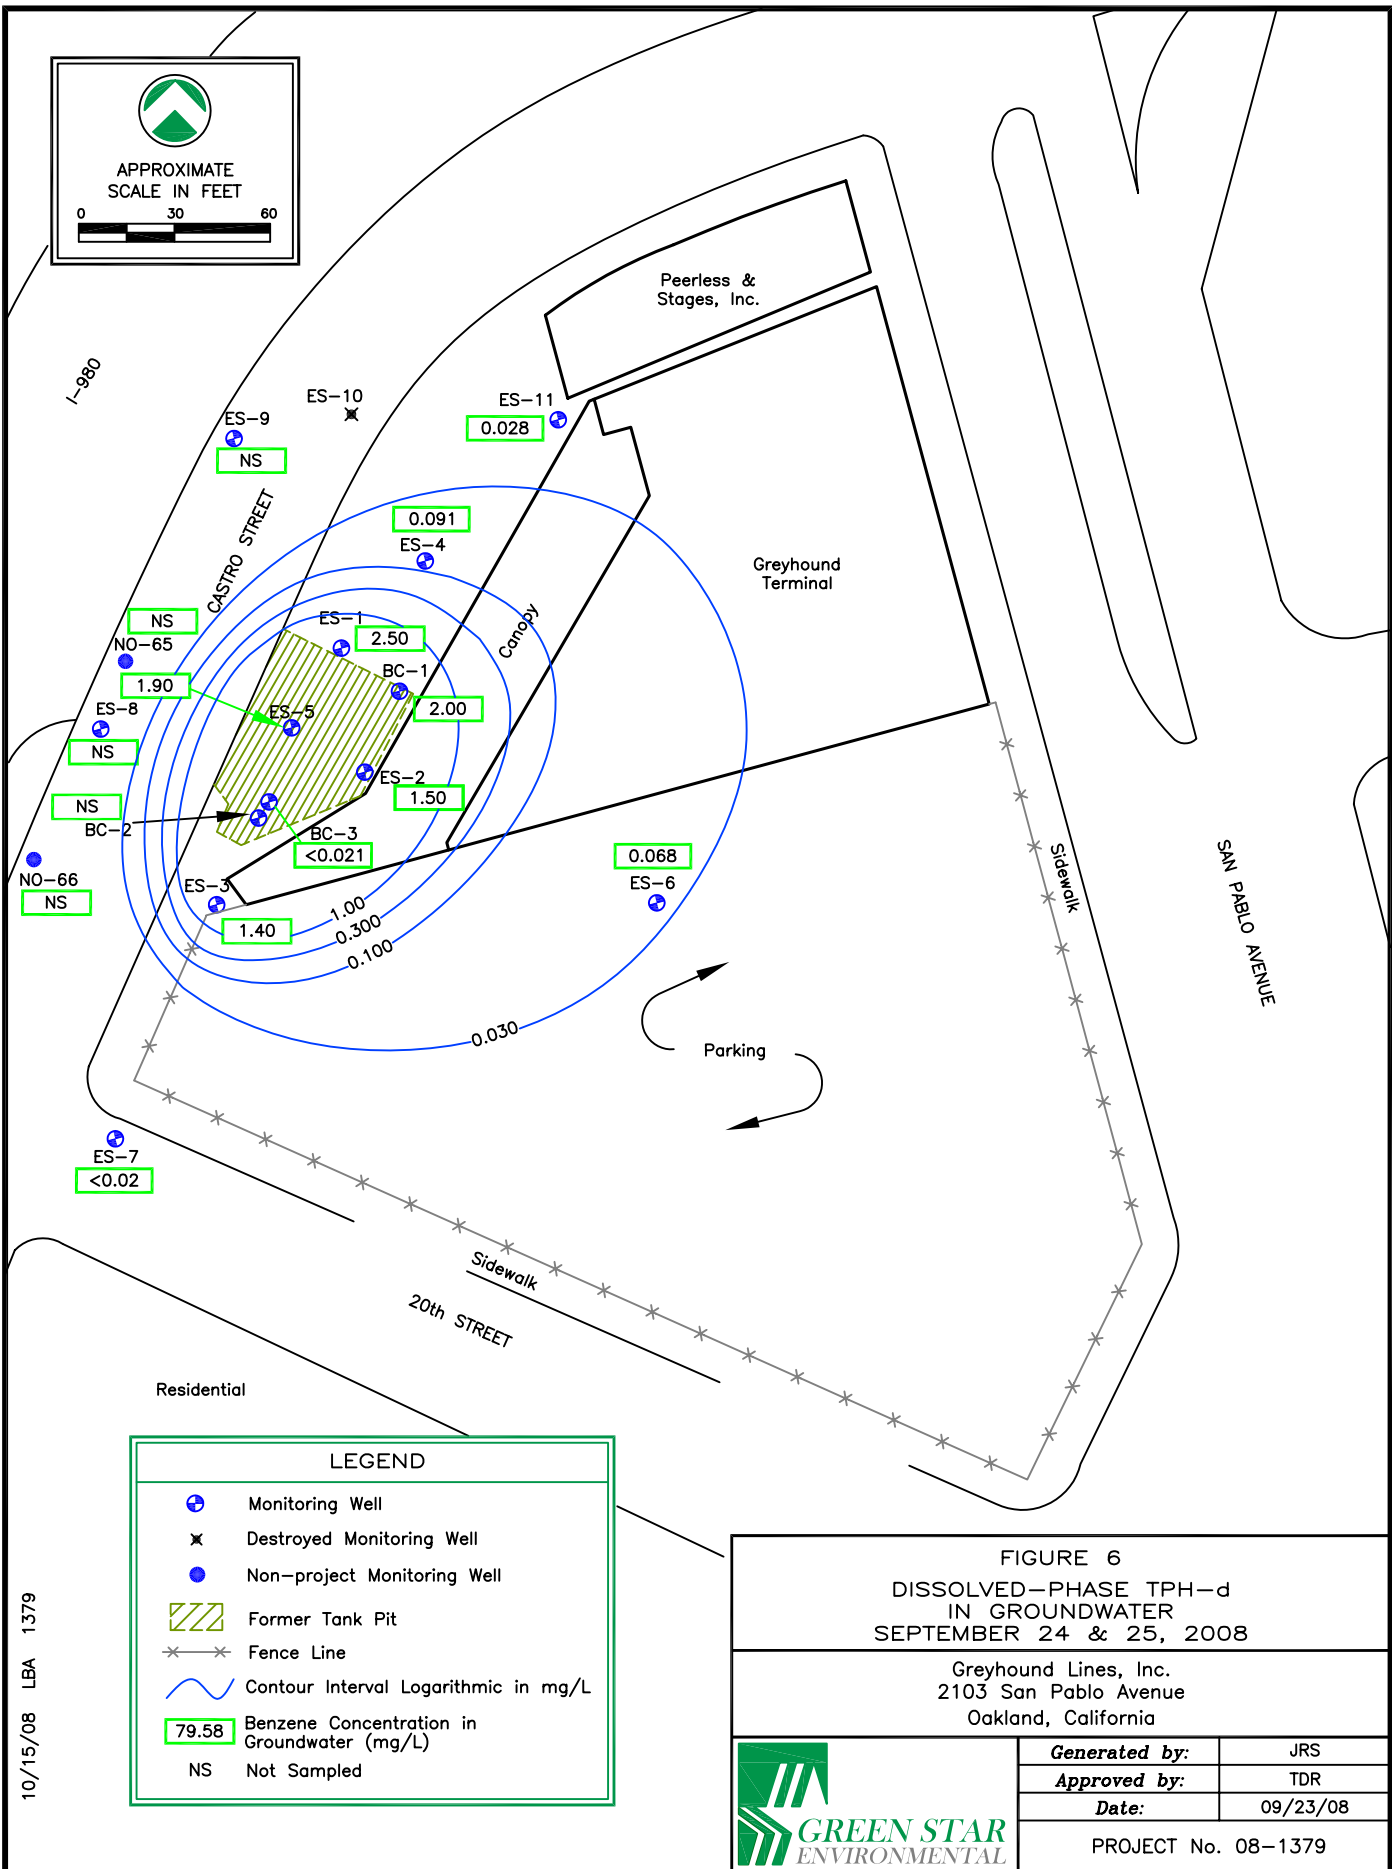 APPROXIMATE
SCALE IN FEET
0 30 60
I-980
ES-10
ES-9
NS
ES-11
0.028
Peerless &
Stages, Inc.
CASTRO STREET
0.091
ES-4
Greyhound
Terminal
Canopy
NS
NO-65
ES-1
2.50
1.90
BC-1
2.00
ES-8
NS
ES-5
ES-2
1.50
NS
BC-2
BC-3
<0.021
NO-66
NS
ES-3
1.40
1.00
0.300
0.100
0.030
0.068
ES-6
Sidewalk
SAN PABLO AVENUE
Parking
ES-7
<0.02
Sidewalk
20th STREET
Residential
LEGEND
Monitoring Well
Destroyed Monitoring Well
Non-project Monitoring Well
Former Tank Pit
Fence Line
Contour Interval Logarithmic in mg/L
79.58 Benzene Concentration in
Groundwater (mg/L)
NS Not Sampled
10/15/08 LBA 1379
FIGURE 6
DISSOLVED-PHASE TPH-d
IN GROUNDWATER
SEPTEMBER 24 & 25, 2008
Greyhound Lines, Inc.
2103 San Pablo Avenue
Oakland, California
GREEN STAR
ENVIRONMENTAL
Generated by: JRS
Approved by: TDR
Date: 09/23/08
PROJECT No. 08-1379